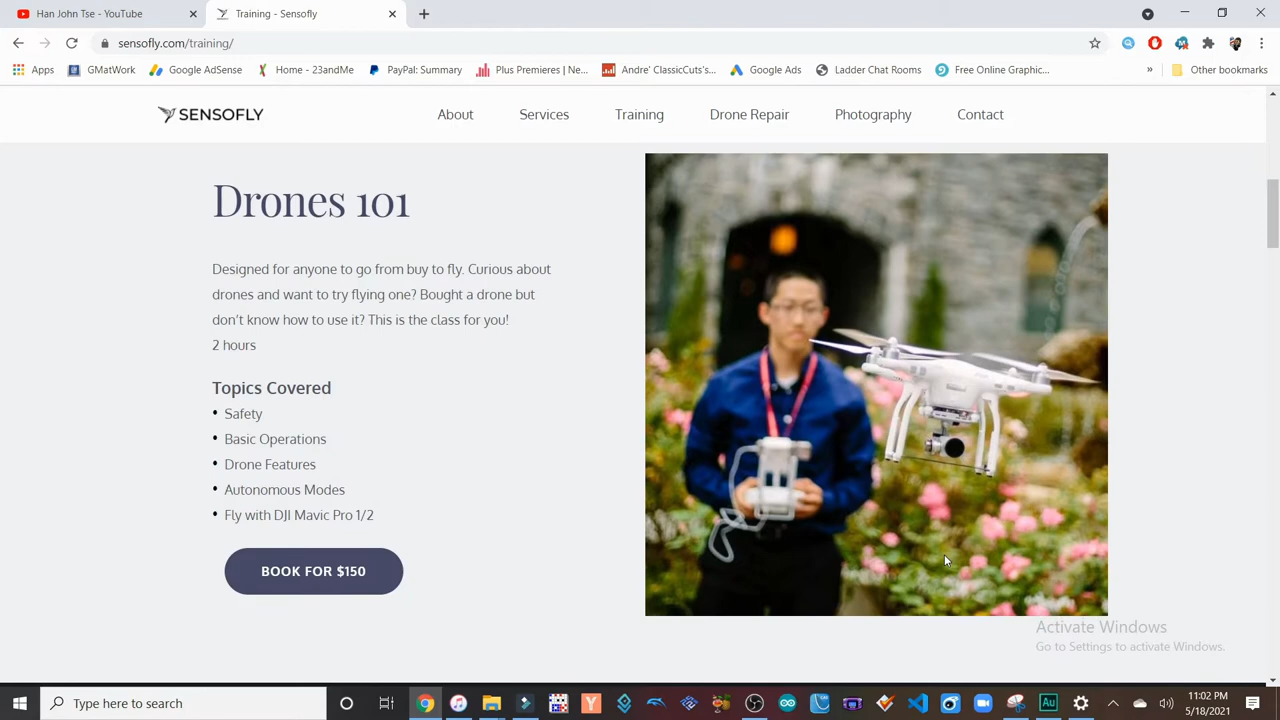 Han John Tse - YouTube
Training - Sensofly
sensofly.com/training/
Apps
GMatWork
Google AdSense
Home - 23andMe
PayPal: Summary
Plus Premieres | Ne...
Andre' ClassicCuts's...
Google Ads
Ladder Chat Rooms
Free Online Graphic...
»
Other bookmarks
SENSOFLY
About
Services
Training
Drone Repair
Photography
Contact
Drones 101
Designed for anyone to go from buy to fly. Curious about
drones and want to try flying one? Bought a drone but
don't know how to use it? This is the class for you!
2 hours
Topics Covered
• Safety
• Basic Operations
• Drone Features
• Autonomous Modes
• Fly with DJI Mavic Pro 1/2
BOOK FOR $150
Activate Windows
Go to Settings to activate Windows.
Type here to search
Y
Au
11:02 PM
5/18/2021